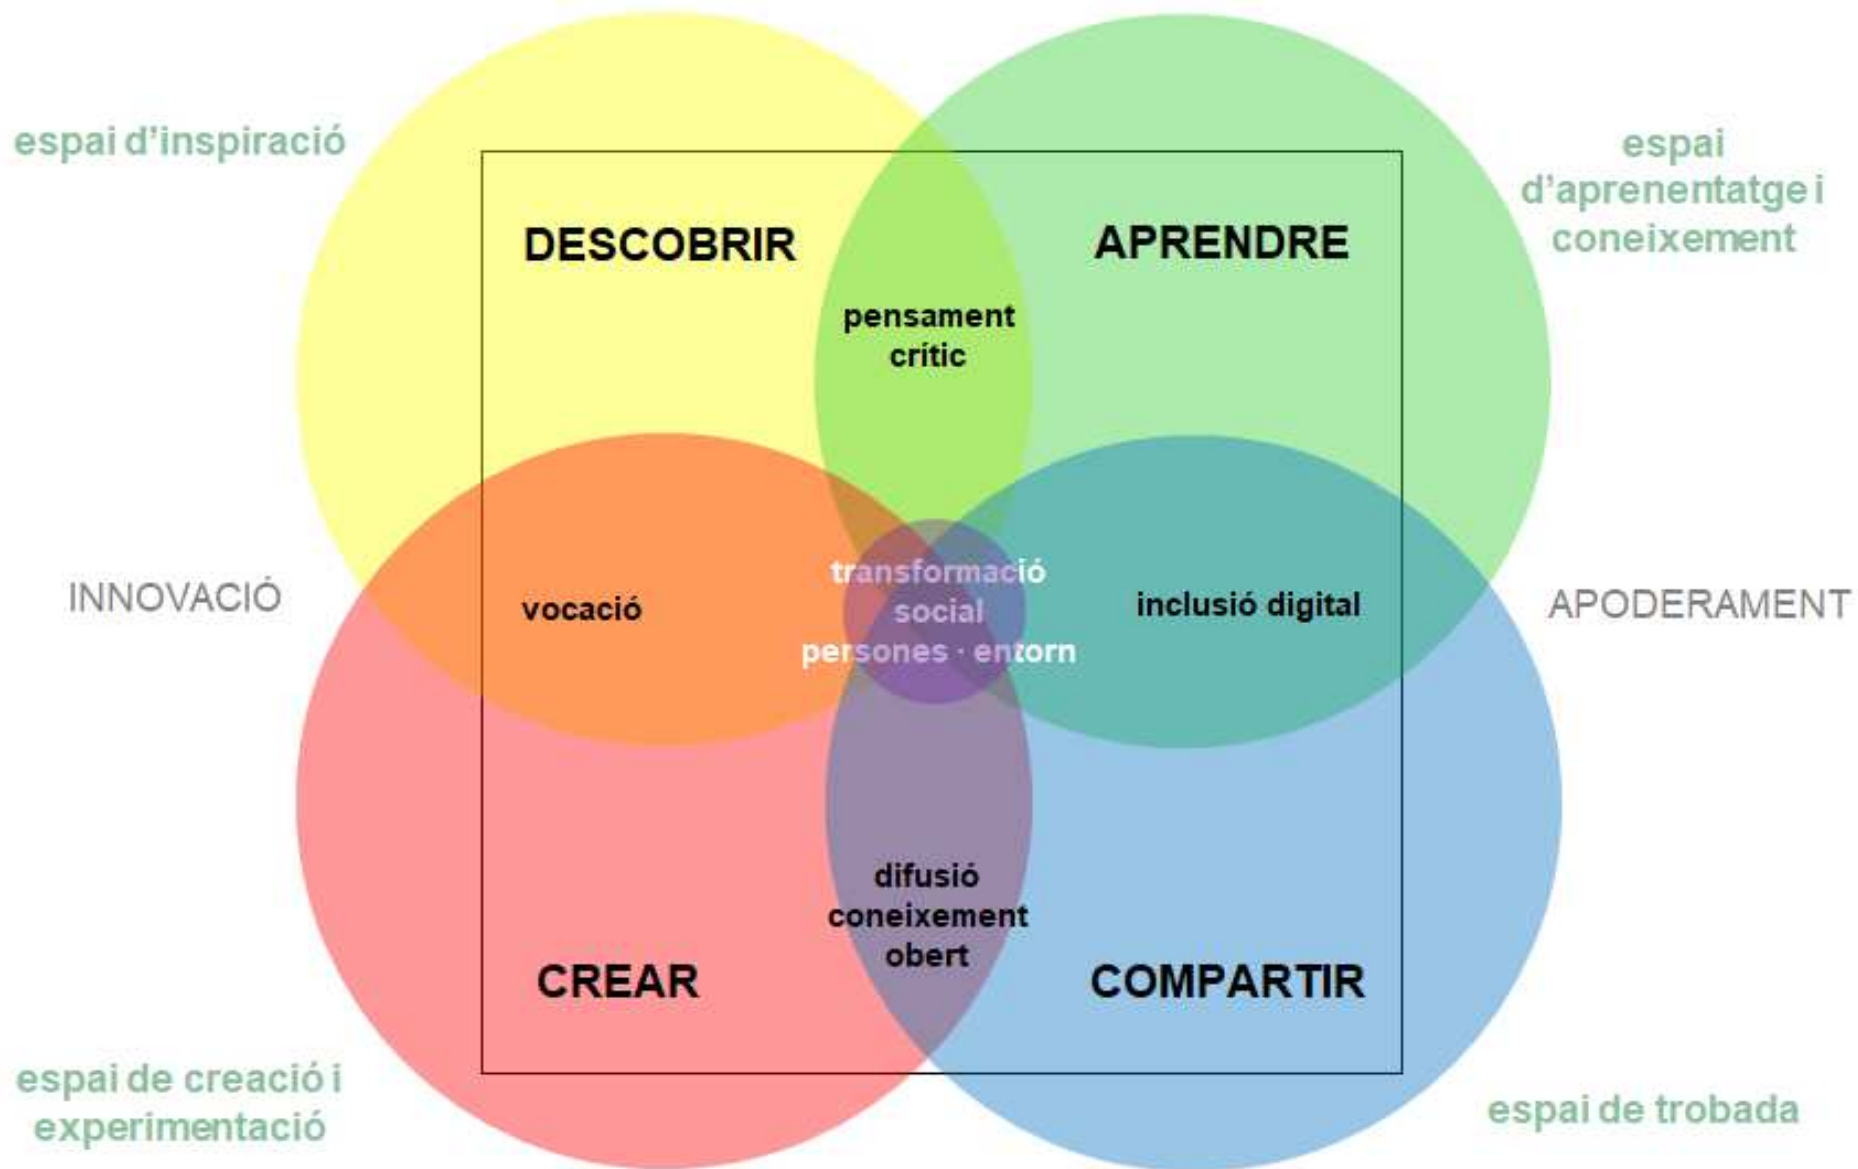 espai d'inspiració
espai
d'aprenentatge i
coneixement
DESCOBRIR
APRENDRE
pensament
crític
INNOVACIÓ
vocació
transformació
social
persones · entorn
inclusió digital
APODERAMENT
difusió
coneixement
obert
CREAR
COMPARTIR
espai de creació i
experimentació
espai de trobada